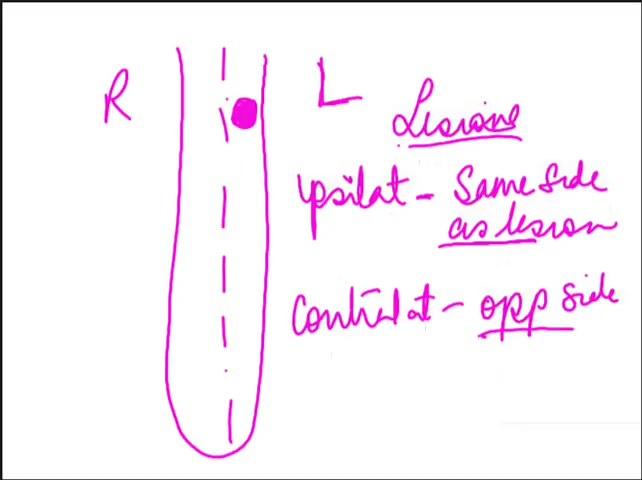 R
L
Lesions
Ipsilat - Same side
as lesion
Contralat - opp side